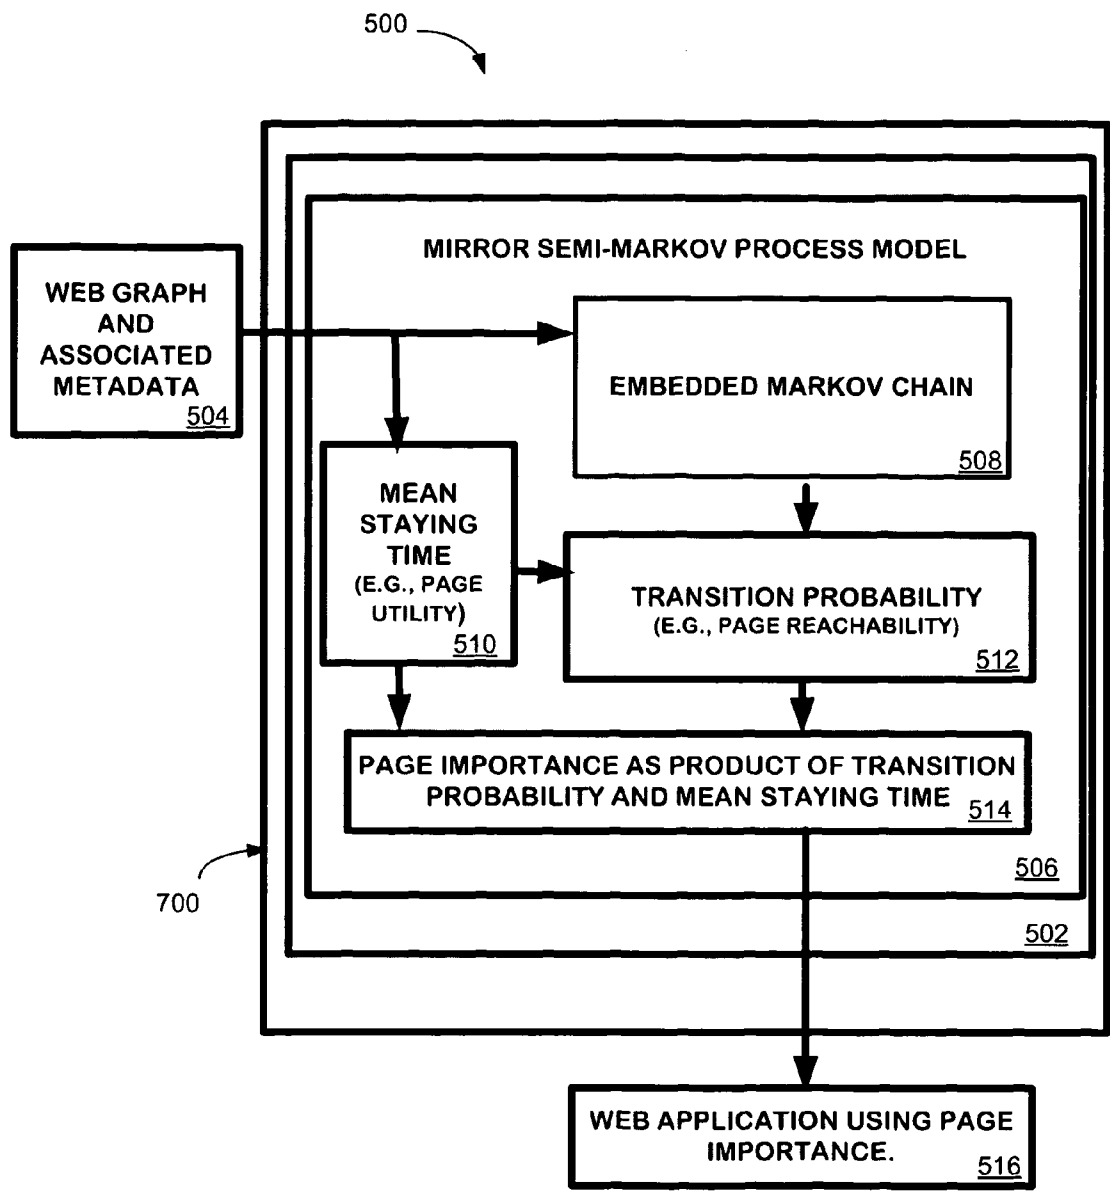 500
MIRROR SEMI-MARKOV PROCESS MODEL
WEB GRAPH
AND
ASSOCIATED
METADATA
504
EMBEDDED MARKOV CHAIN
508
MEAN
STAYING
TIME
(E.G., PAGE
UTILITY)
510
TRANSITION PROBABILITY
(E.G., PAGE REACHABILITY)
512
PAGE IMPORTANCE AS PRODUCT OF TRANSITION
PROBABILITY AND MEAN STAYING TIME
514
506
700
502
WEB APPLICATION USING PAGE
IMPORTANCE.
516